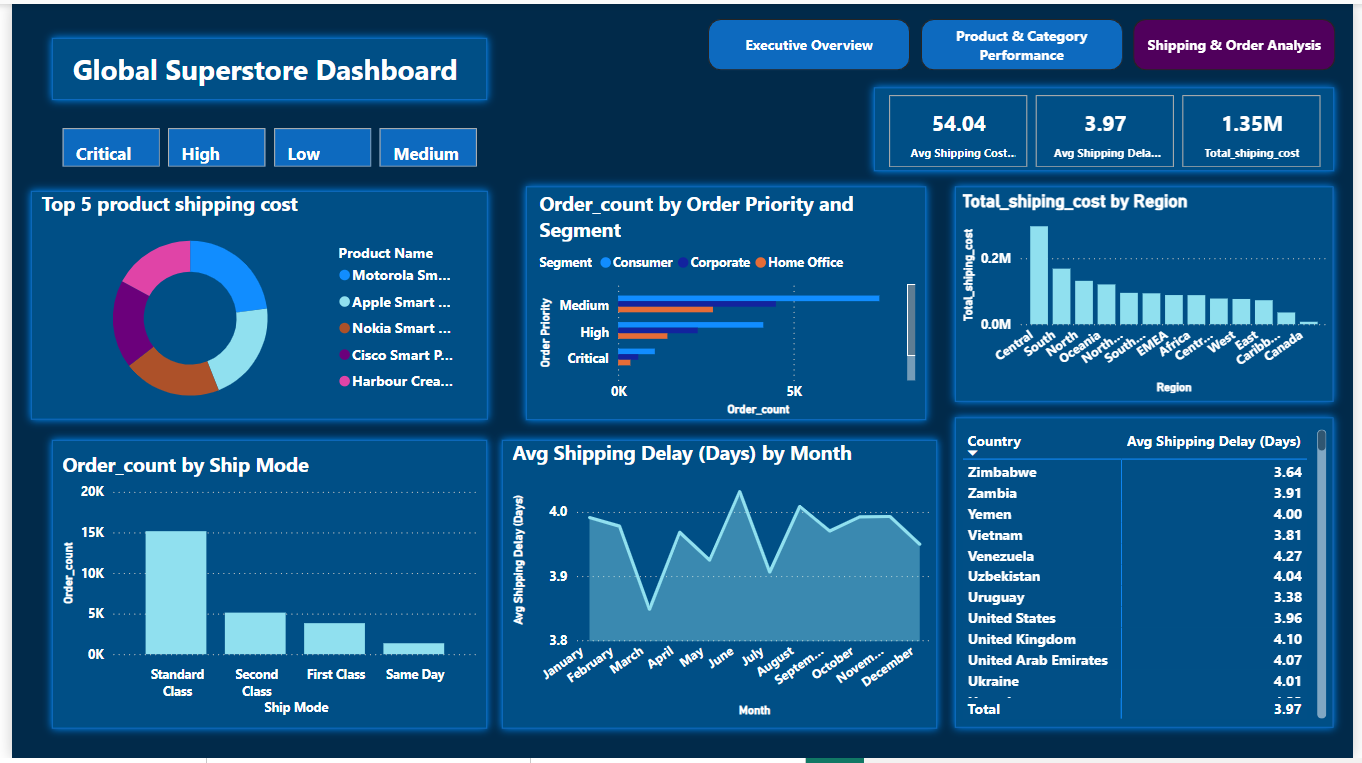 Global Superstore Dashboard
Executive Overview
Product & Category
Performance
Shipping & Order Analysis
54.04
Avg Shipping Cost...
3.97
Avg Shipping Dela...
1.35M
Total_shiping_cost
Critical
High
Low
Medium
Top 5 product shipping cost
Product Name
Motorola Sm...
Apple Smart ...
Nokia Smart ...
Cisco Smart P...
Harbour Crea...
Order_count by Order Priority and
Segment
Segment Consumer Corporate Home Office
Order Priority
Medium
High
Critical
0K 5K
Order_count
Total_shiping_cost by Region
Total_shiping_cost
0.2M
0.0M
Central South North Oceania North... South... EMEA Africa Centr... West East Caribb... Canada
Region
Order_count by Ship Mode
Order_count
20K
15K
10K
5K
0K
Standard
Class
Second
Class
First Class
Same Day
Ship Mode
Avg Shipping Delay (Days) by Month
Avg Shipping Delay (Days)
4.0
3.9
3.8
January February March April May June July August Septem... October Novem... December
Month
Country Avg Shipping Delay (Days)
Zimbabwe 3.64
Zambia 3.91
Yemen 4.00
Vietnam 3.81
Venezuela 4.27
Uzbekistan 4.04
Uruguay 3.38
United States 3.96
United Kingdom 4.10
United Arab Emirates 4.07
Ukraine 4.01
Total 3.97